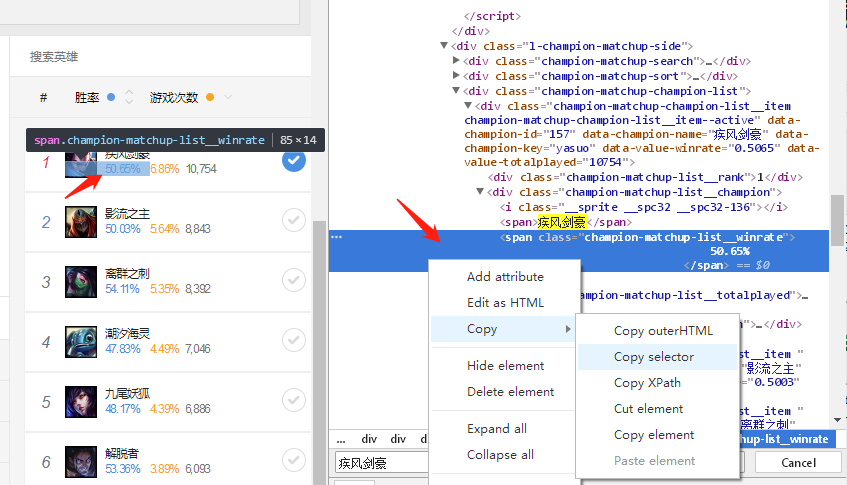 搜索英雄
# 胜率 游戏次数
span.champion-matchup-list__winrate 85×14
1 疾风剑豪
50.65% 6.86% 10,754
2 影流之主
50.03% 5.64% 8,843
3 离群之刺
54.11% 5.35% 8,392
4 潮汐海灵
47.83% 4.49% 7,046
5 九尾妖狐
48.17% 4.39% 6,886
6 解脱者
53.36% 3.89% 6,093
</script>
</div>
▼<div class="l-champion-matchup-side">
▶<div class="champion-matchup-search">…</div>
▶<div class="champion-matchup-sort">…</div>
▼<div class="champion-matchup-champion-list">
▼<div class="champion-matchup-champion-list__item
champion-matchup-champion-list__item--active" data-
champion-id="157" data-champion-name="疾风剑豪" data-
champion-key="yasuo" data-value-winrate="0.5065" data-
value-totalplayed="10754">
<div class="champion-matchup-list__rank">1</div>
▼<div class="champion-matchup-list__champion">
<i class="__sprite __spc32 __spc32-136"></i>
<span>疾风剑豪</span>
… <span class="champion-matchup-list__winrate">
50.65%
</span> == $0
ampion-matchup-list__totalplayed">…
">…</div>
__item "
"影流之主"
="0.5003"
__item "
"离群之刺"
Add attribute
Edit as HTML
Copy
Hide element
Delete element
Expand all
Collapse all
Copy outerHTML
Copy selector
Copy XPath
Cut element
Copy element
Paste element
... div div d
hup-list__winrate
疾风剑豪
Cancel